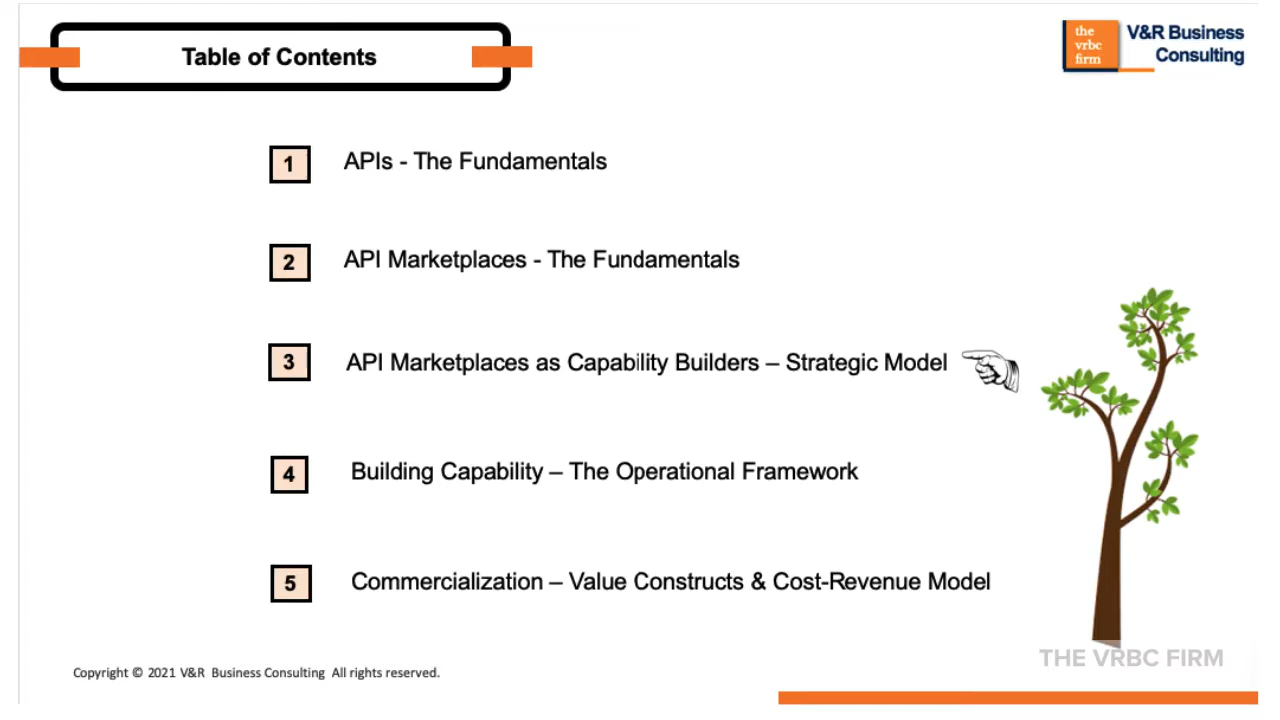 Table of Contents
the
vrbc
firm
V&R Business
Consulting
1 APIs - The Fundamentals
2 API Marketplaces - The Fundamentals
3 API Marketplaces as Capability Builders – Strategic Model
4 Building Capability – The Operational Framework
5 Commercialization – Value Constructs & Cost-Revenue Model
THE VRBC FIRM
Copyright © 2021 V&R Business Consulting All rights reserved.